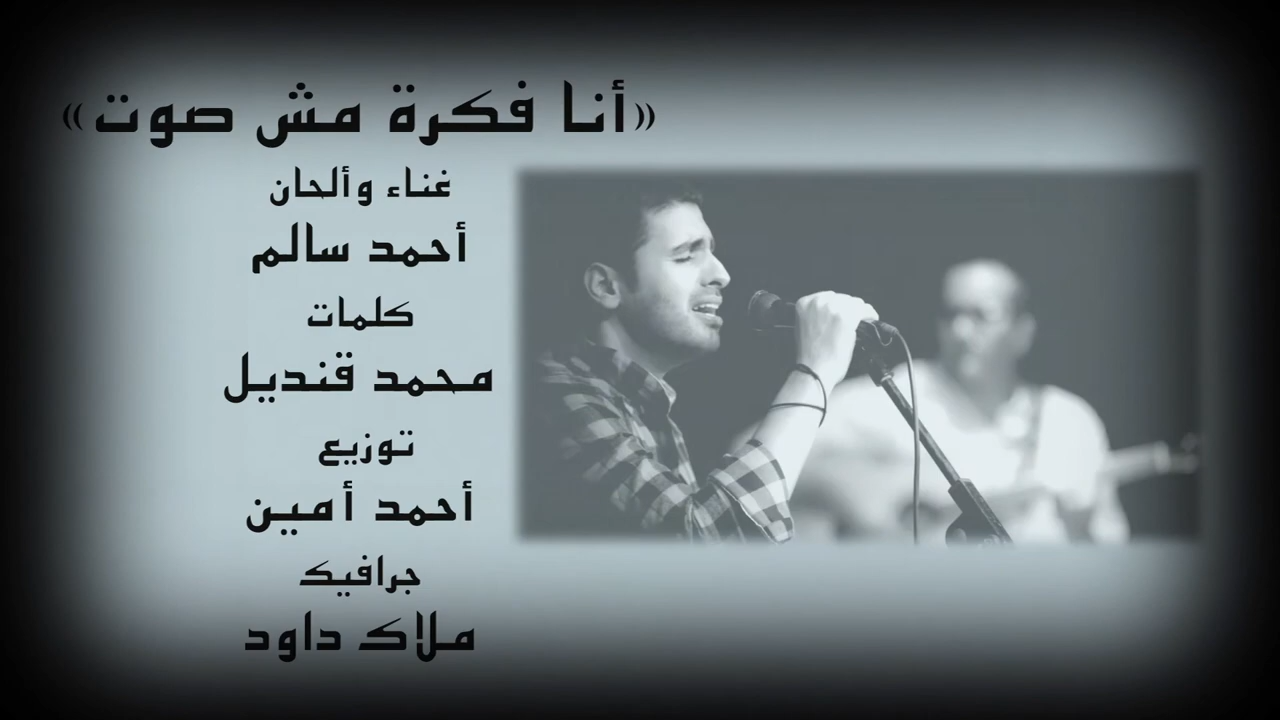 «أنا فكرة مش صوت»
غناء وألحان
أحمد سالم
كلمات
محمد قنديل
توزيع
أحمد أمين
جرافيك
ملاك داود